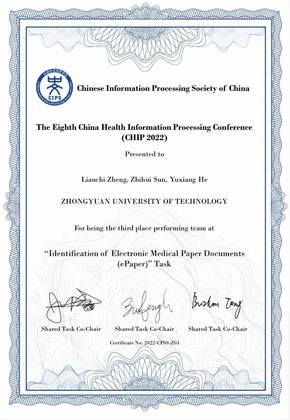 CIPS
Chinese Information Processing Society of China
The Eighth China Health Information Processing Conference
(CHIP 2022)
Presented to
Lianchi Zheng, Zhihui Sun, Yuxiang He
ZHONGYUAN UNIVERSITY OF TECHNOLOGY
For being the third place performing team at
“Identification of Electronic Medical Paper Documents
(ePaper)” Task
Shared Task Co-Chair Shared Task Co-Chair Shared Task Co-Chair
Certificate No: 2022-CP04-Z03